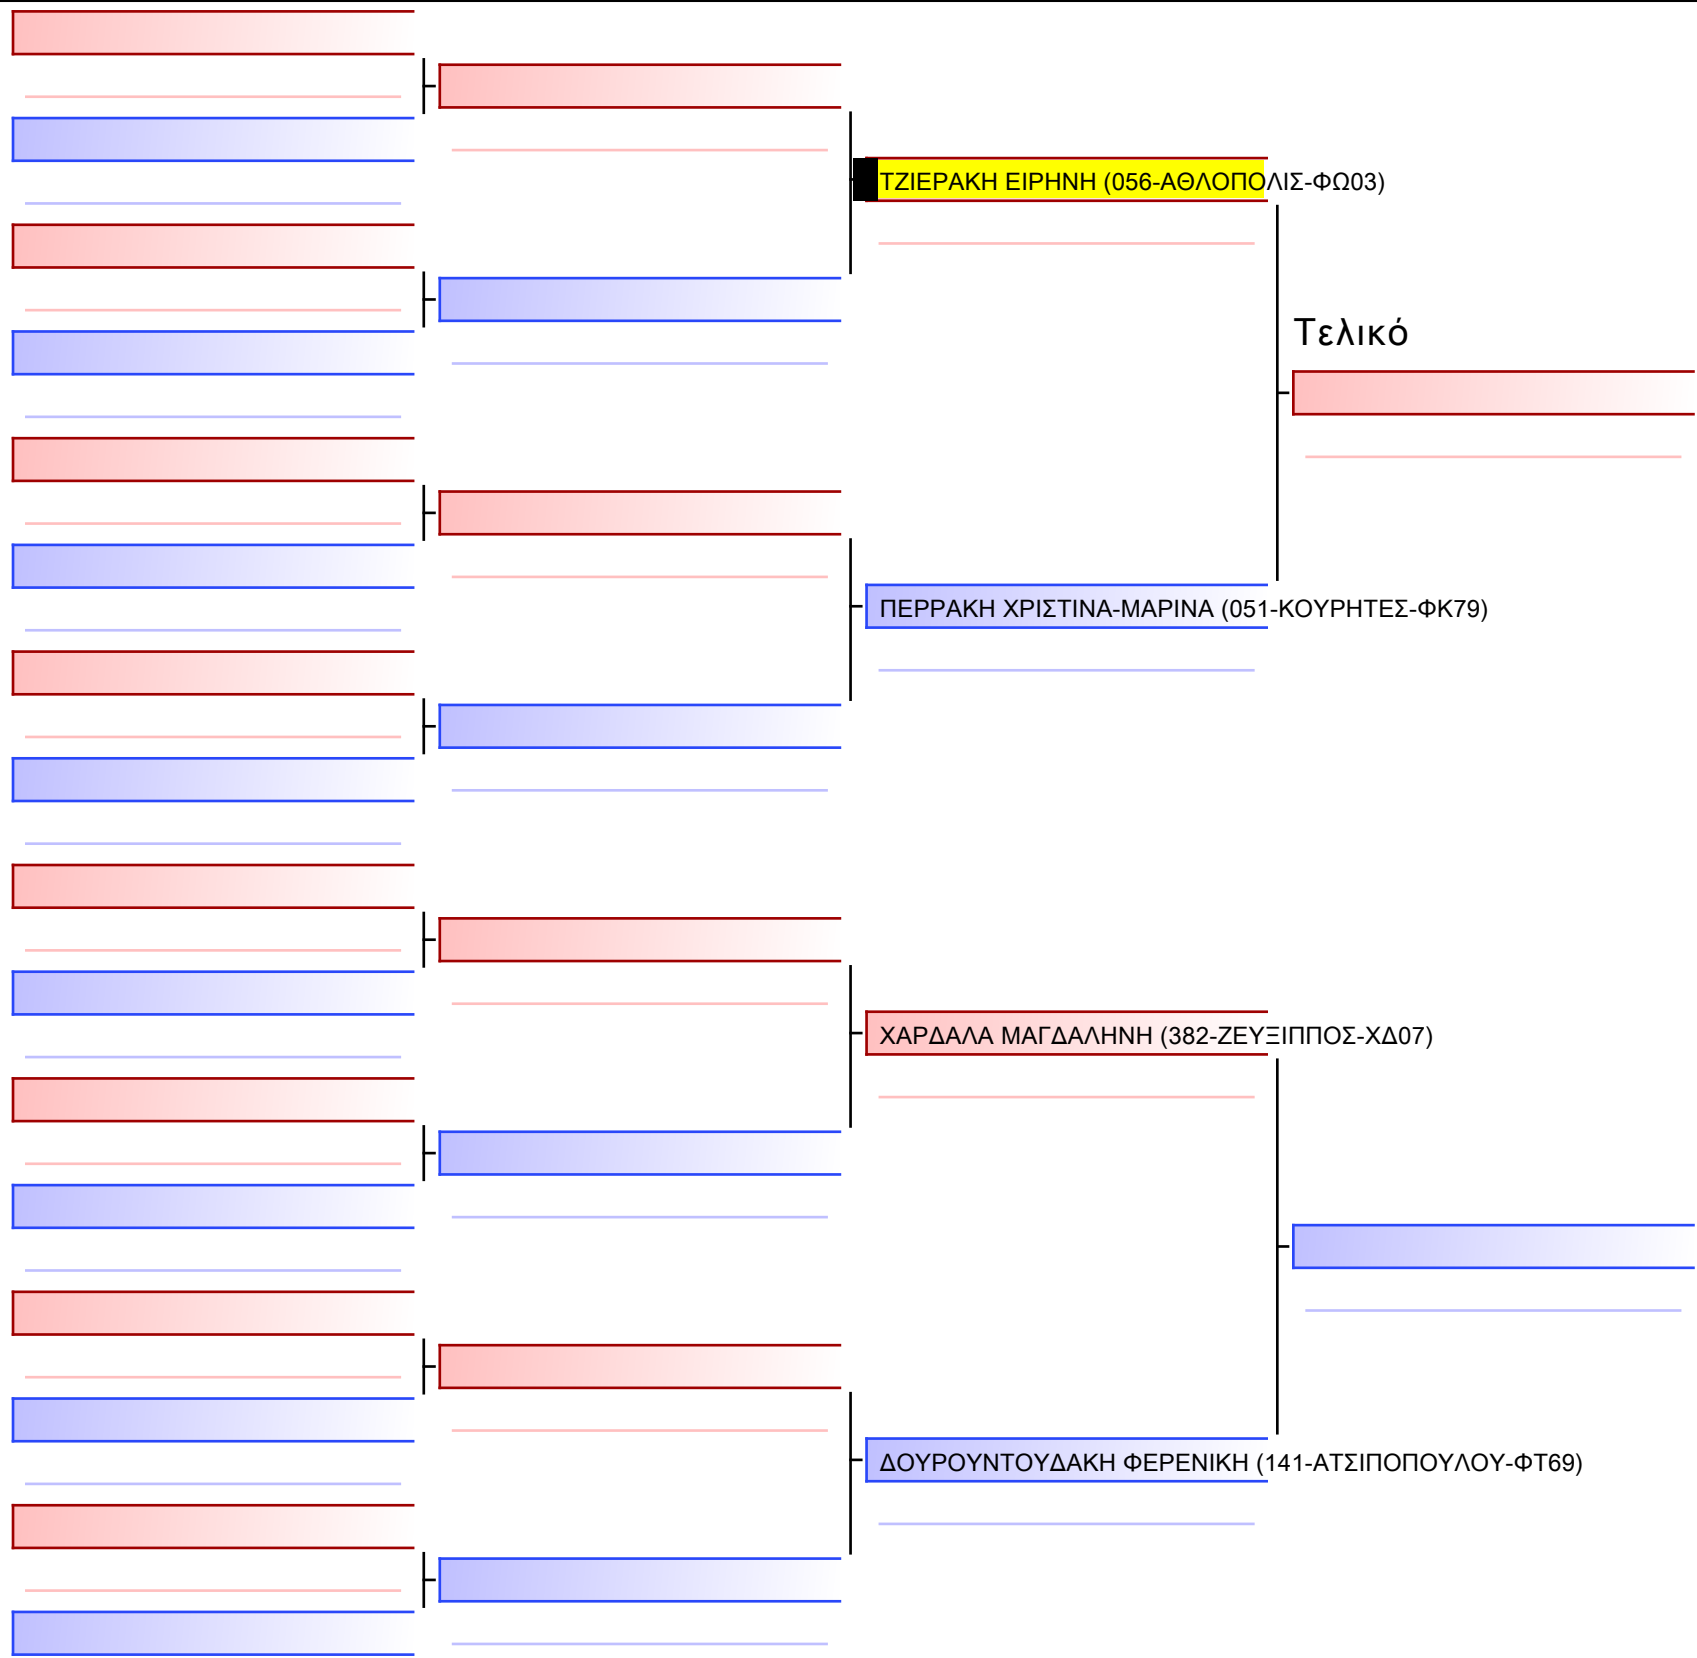 ΤΖΙΕΡΑΚΗ ΕΙΡΗΝΗ (056-ΑΘΛΟΠΟΛΙΣ-ΦΩ03)
Τελικό
ΠΕΡΡΑΚΗ ΧΡΙΣΤΙΝΑ-ΜΑΡΙΝΑ (051-ΚΟΥΡΗΤΕΣ-ΦΚ79)
ΧΑΡΔΑΛΑ ΜΑΓΔΑΛΗΝΗ (382-ΖΕΥΞΙΠΠΟΣ-ΧΔ07)
ΔΟΥΡΟΥΝΤΟΥΔΑΚΗ ΦΕΡΕΝΙΚΗ (141-ΑΤΣΙΠΟΠΟΥΛΟΥ-ΦΤ69)